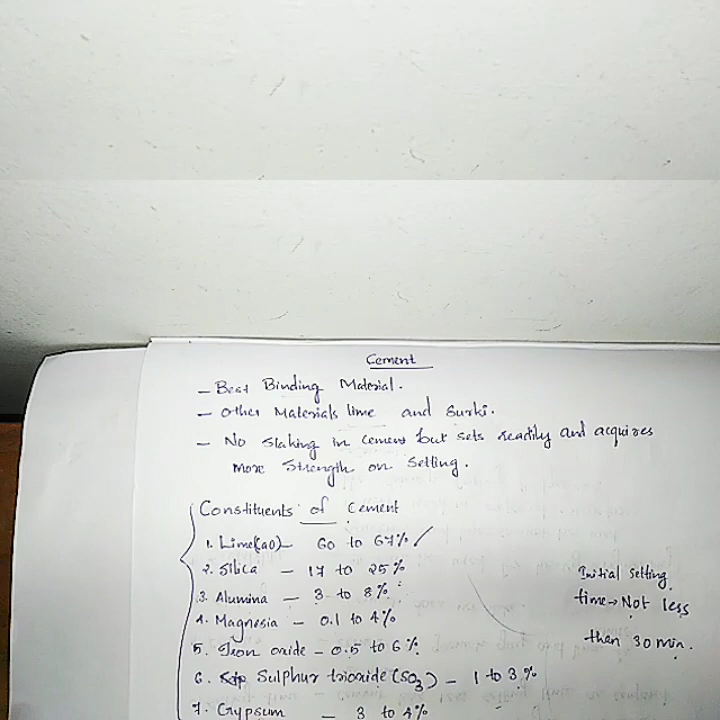 Cement
– Best Binding Material.
– Other Materials lime and Surki.
– No Slaking in cement but sets readily and acquires
more Strength on Setting.
Constituents of Cement
1. Lime(CaO)– 60 to 67% ✓
2. Silica – 17 to 25%
3. Alumina – 3 to 8%
4. Magnesia – 0.1 to 4%
5. Iron oxide – 0.5 to 6%
6. Sulphur trioxide (SO3) – 1 to 3%
7. Gypsum – 3 to 4%
Initial Setting
time → Not less
than 30 min.